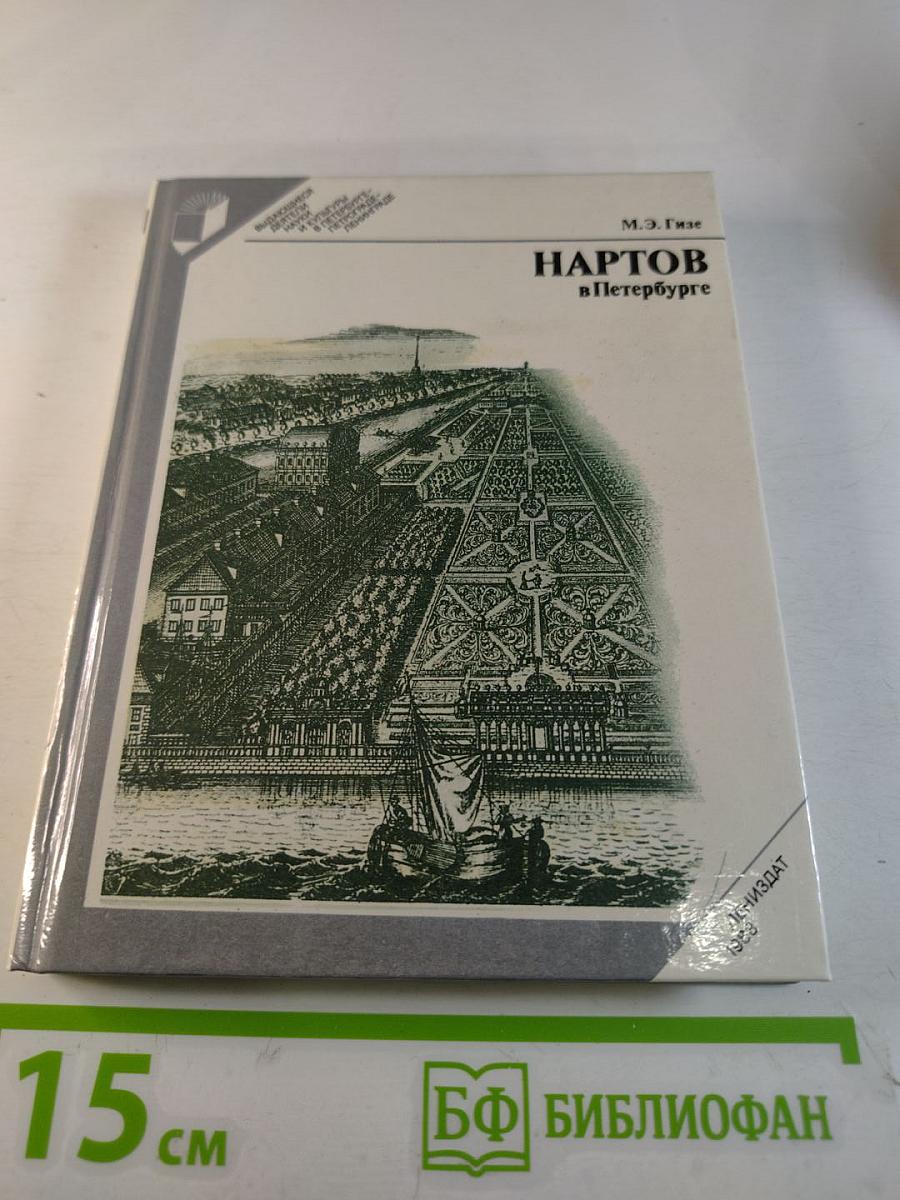 ВЫДАЮЩИЕСЯ
ДЕЯТЕЛИ
НАУКИ
И КУЛЬТУРЫ
В ПЕТЕРБУРГЕ-
ПЕТРОГРАДЕ-
ЛЕНИНГРАДЕ
М.Э. Гизе
НАРТОВ
в Петербурге
ЛЕНИЗДАТ
1988
15 см
БФ БИБЛИОФАН